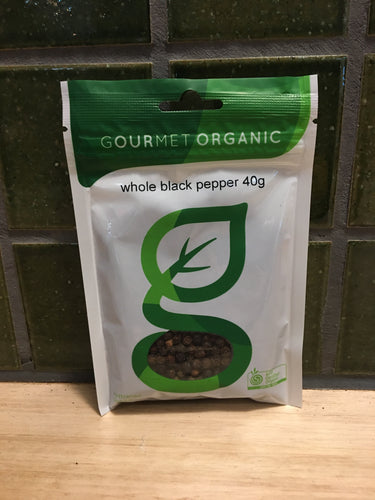 GOURMET ORGANIC
whole black pepper 40g